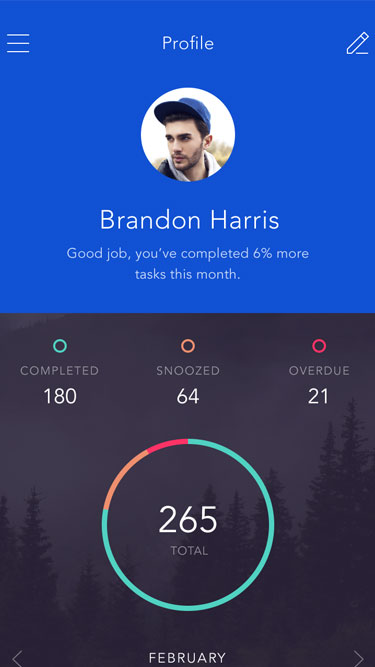 Profile
Brandon Harris
Good job, you’ve completed 6% more
tasks this month.
COMPLETED SNOOZED OVERDUE
180 64 21
265
TOTAL
FEBRUARY